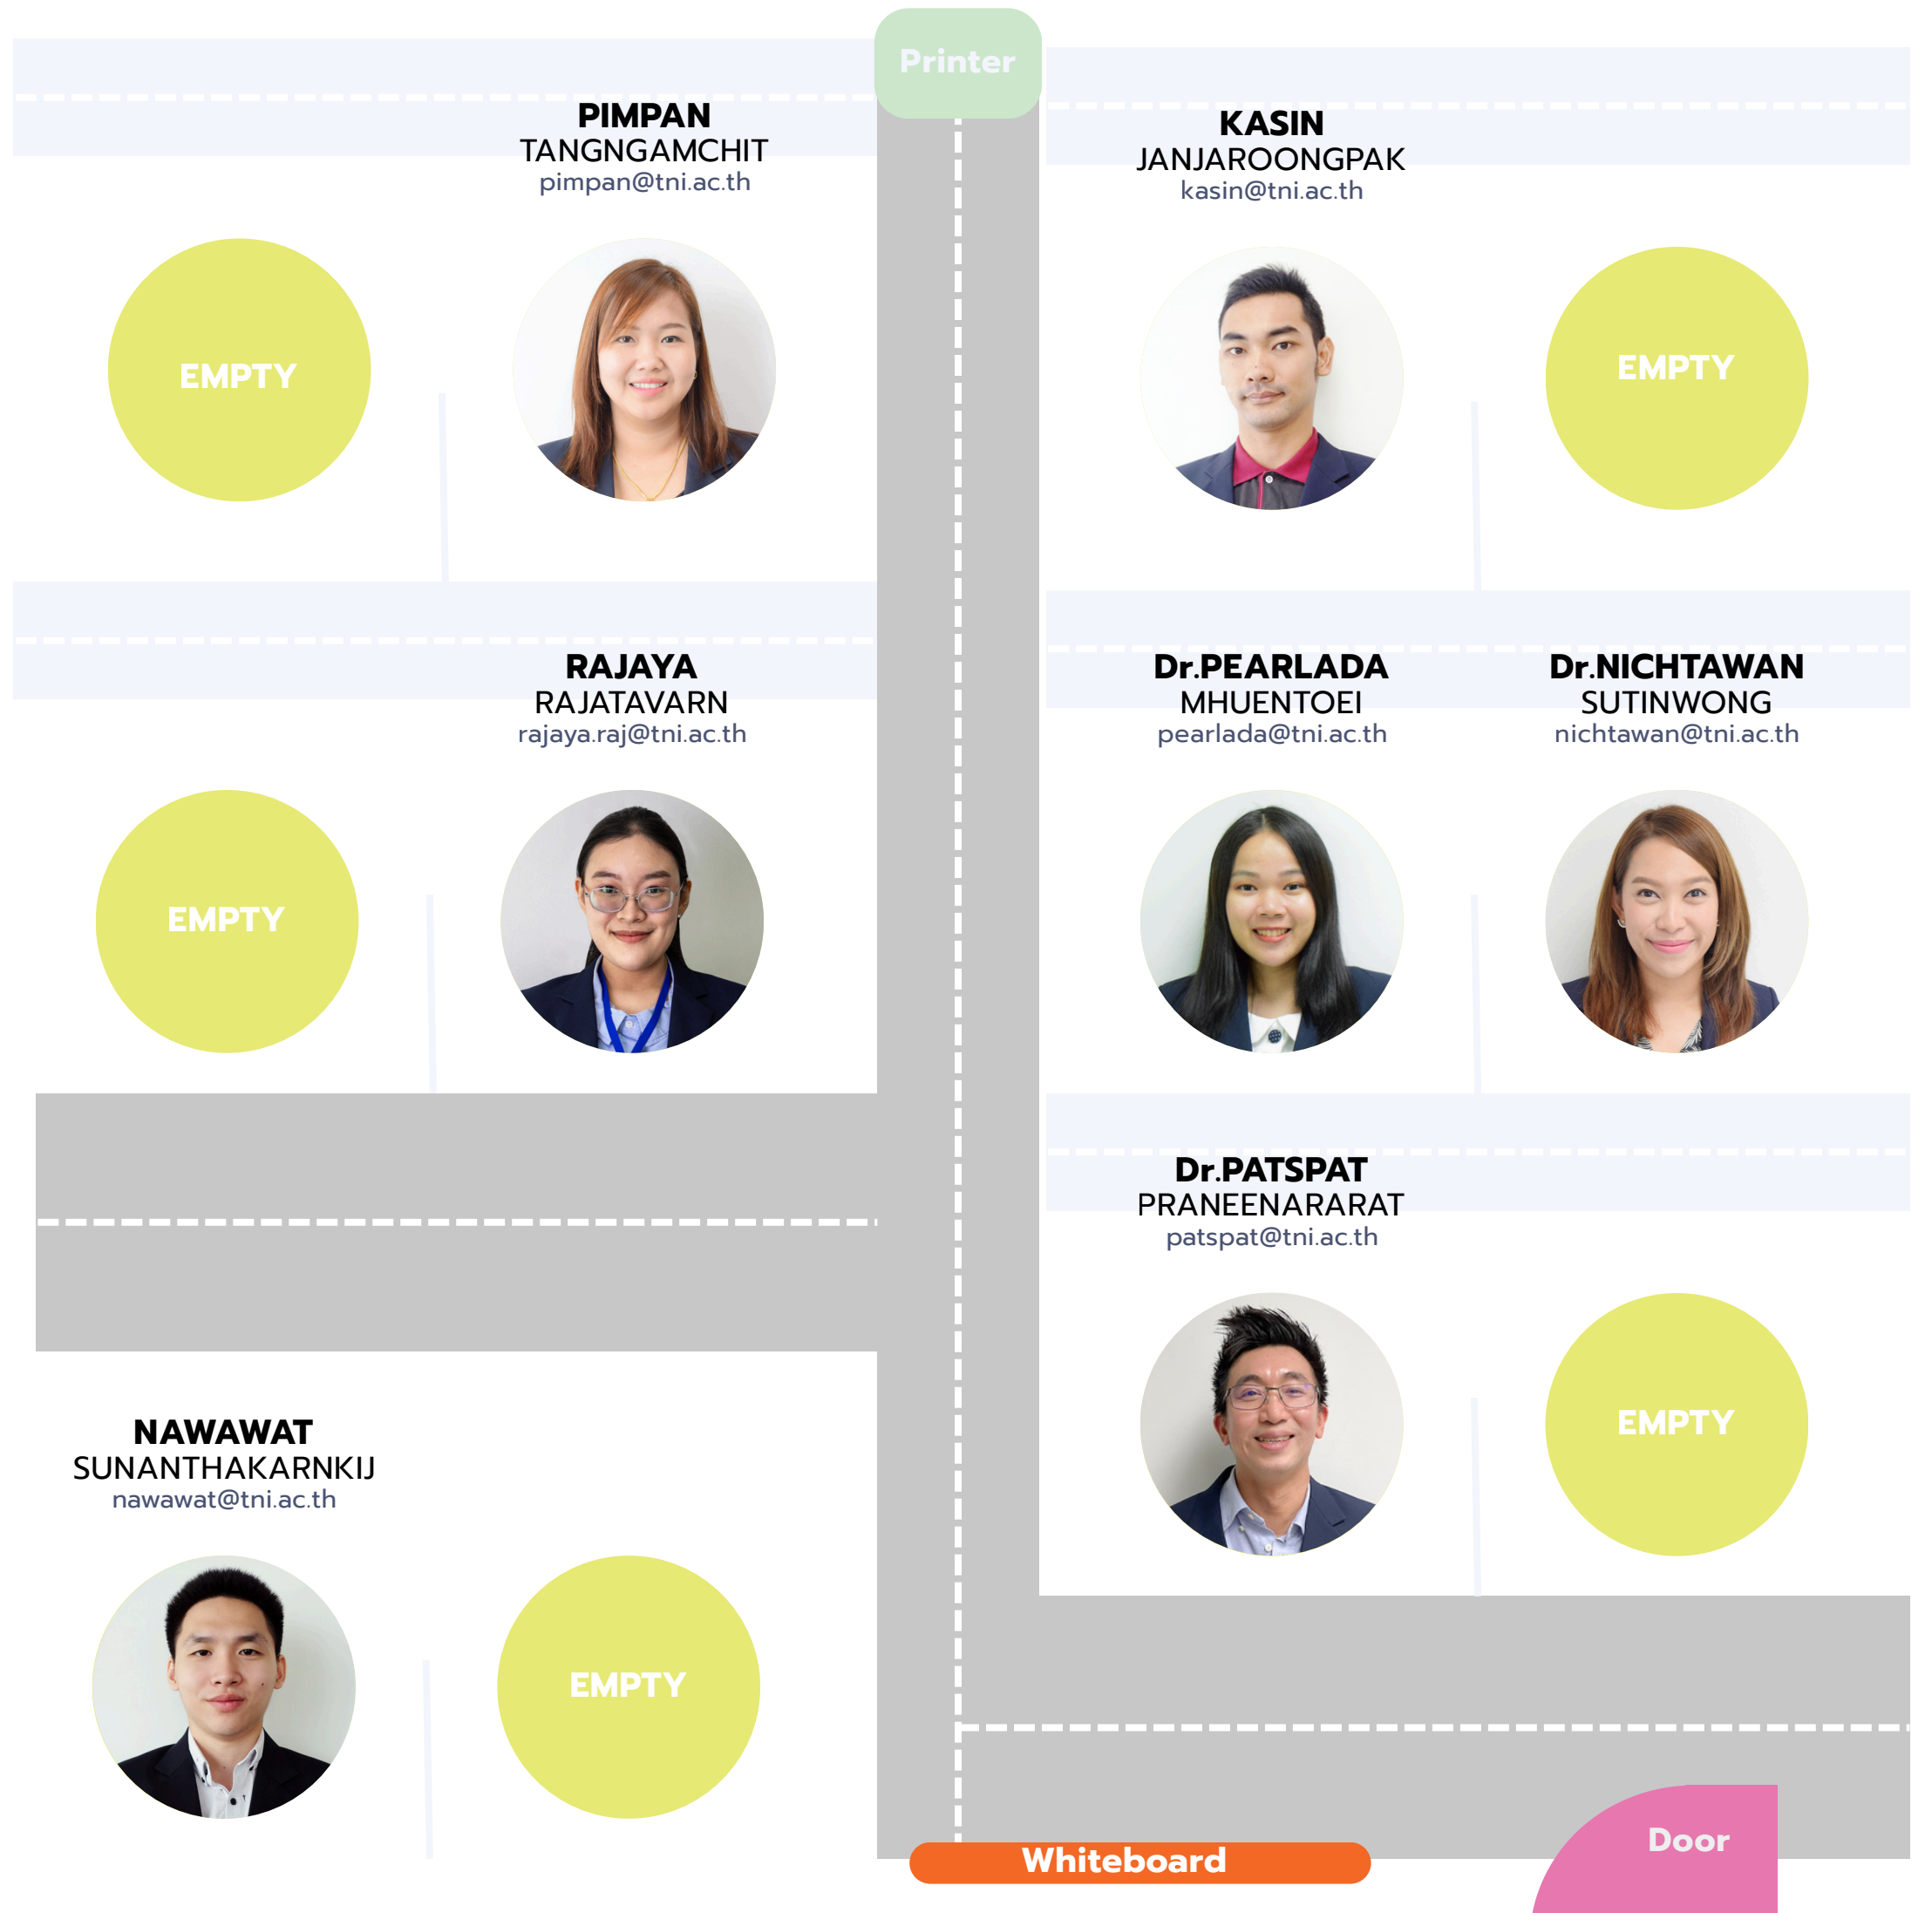 Printer
PIMPAN
TANGNGAMCHIT
pimpan@tni.ac.th
KASIN
JANJAROONGPAK
kasin@tni.ac.th
EMPTY
EMPTY
RAJAYA
RAJATAVARN
rajaya.raj@tni.ac.th
Dr.PEARLADA
MHUENTOEI
pearlada@tni.ac.th
Dr.NICHTAWAN
SUTINWONG
nichtawan@tni.ac.th
EMPTY
Dr.PATSPAT
PRANEENARARAT
patspat@tni.ac.th
EMPTY
NAWAWAT
SUNANTHAKARNKIJ
nawawat@tni.ac.th
EMPTY
Door
Whiteboard